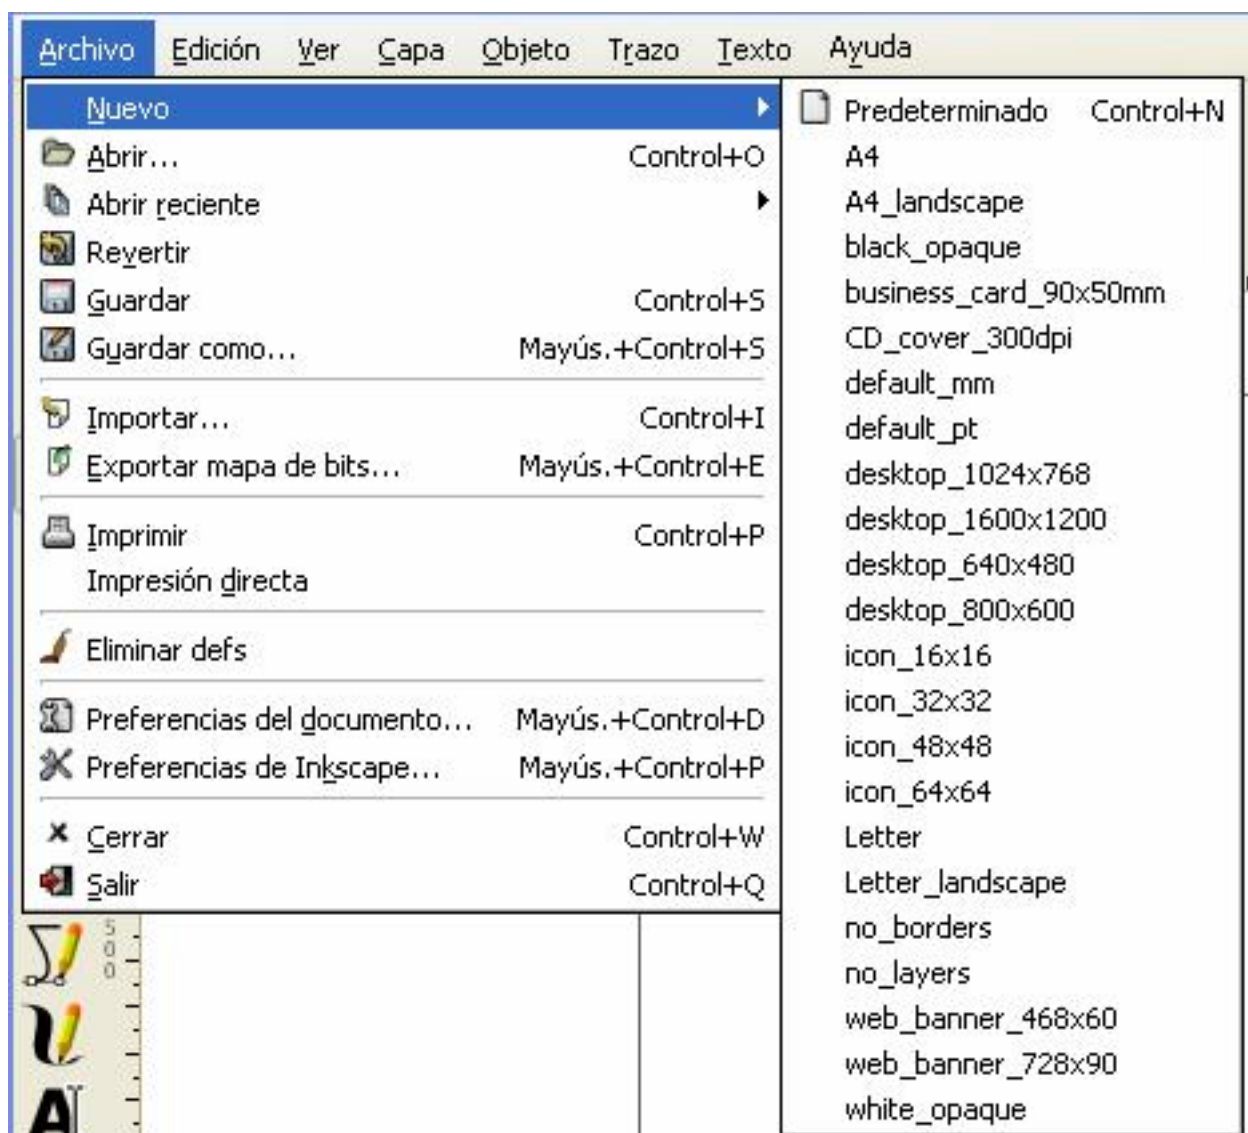 Archivo Edición Ver Capa Objeto Trazo Texto Ayuda
Nuevo
Abrir... Control+O
Abrir reciente
Revertir
Guardar Control+S
Guardar como... Mayús.+Control+S
Importar... Control+I
Exportar mapa de bits... Mayús.+Control+E
Imprimir Control+P
Impresión directa
Eliminar defs
Preferencias del documento... Mayús.+Control+D
Preferencias de Inkscape... Mayús.+Control+P
Cerrar Control+W
Salir Control+Q
Predeterminado Control+N
A4
A4_landscape
black_opaque
business_card_90x50mm
CD_cover_300dpi
default_mm
default_pt
desktop_1024x768
desktop_1600x1200
desktop_640x480
desktop_800x600
icon_16x16
icon_32x32
icon_48x48
icon_64x64
Letter
Letter_landscape
no_borders
no_layers
web_banner_468x60
web_banner_728x90
white_opaque
500